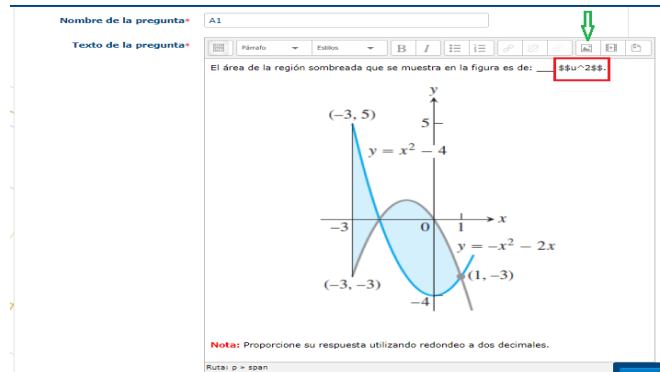 Nombre de la pregunta* A1
Texto de la pregunta* Párrafo Estilos B I
El área de la región sombreada que se muestra en la figura es de: ___ $$u^2$$.
y
(−3, 5)
5
y = x² − 4
−3 0 1 x
y = −x² − 2x
(−3, −3) (1, −3)
−4
Nota: Proporcione su respuesta utilizando redondeo a dos decimales.
Ruta: p » span